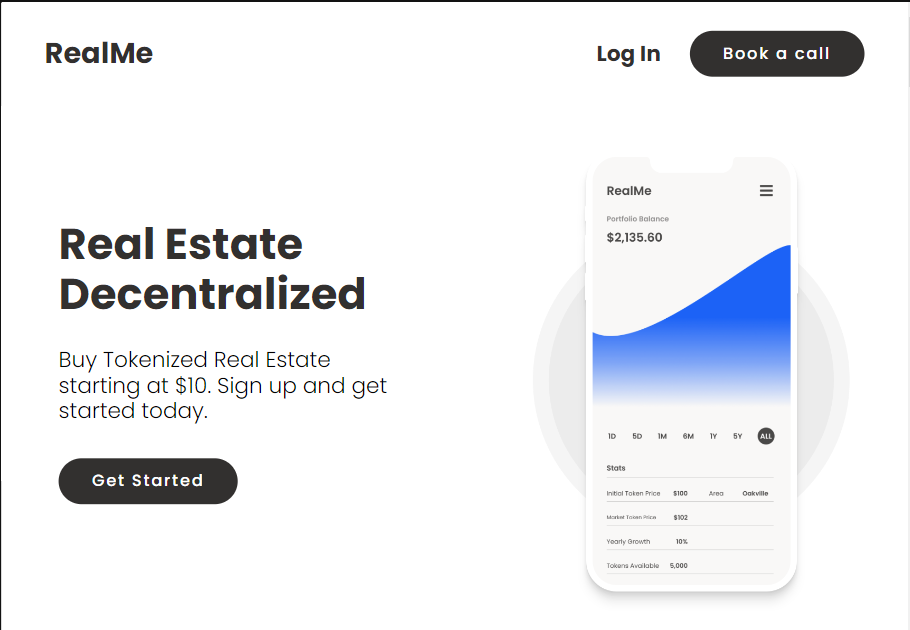 RealMe
Log In
Book a call
Real Estate
Decentralized
Buy Tokenized Real Estate
starting at $10. Sign up and get
started today.
Get Started
RealMe
Portfolio Balance
$2,135.60
1D 5D 1M 6M 1Y 5Y ALL
Stats
Initial Token Price $100 Area Oakville
Market Token Price $102
Yearly Growth 10%
Tokens Available 5,000